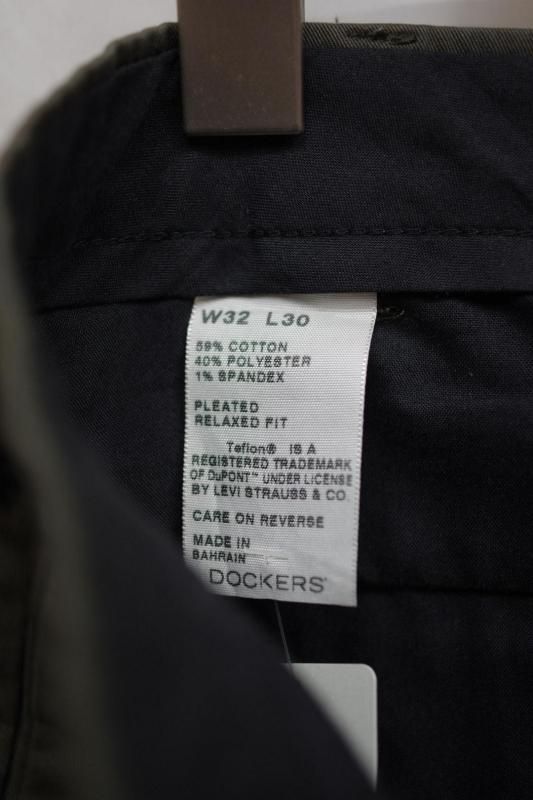 W32 L30
59% COTTON
40% POLYESTER
1% SPANDEX
PLEATED
RELAXED FIT
Teflon® IS A
REGISTERED TRADEMARK
OF DuPONT™ UNDER LICENSE
BY LEVI STRAUSS & CO.
CARE ON REVERSE
MADE IN
BAHRAIN
DOCKERS®